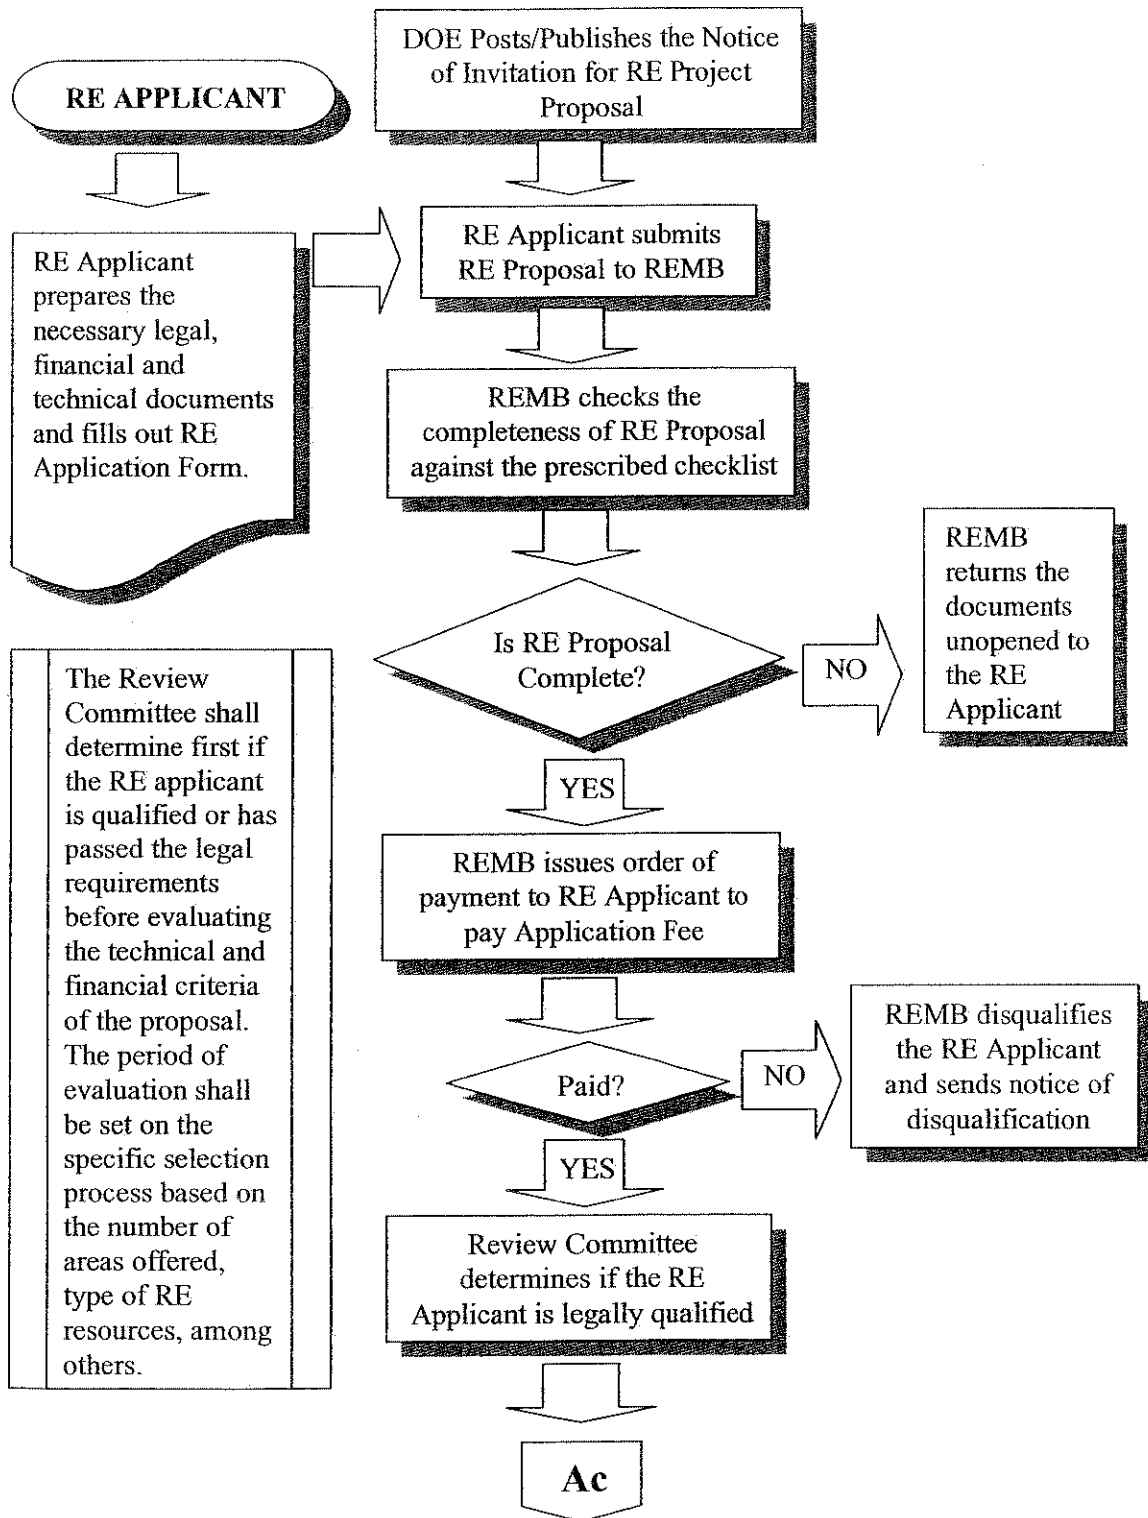 DOE Posts/Publishes the Notice
of Invitation for RE Project
Proposal
RE APPLICANT
RE Applicant
prepares the
necessary legal,
financial and
technical documents
and fills out RE
Application Form.
RE Applicant submits
RE Proposal to REMB
REMB checks the
completeness of RE Proposal
against the prescribed checklist
Is RE Proposal
Complete?
NO
REMB
returns the
documents
unopened to
the RE
Applicant
YES
The Review
Committee shall
determine first if
the RE applicant
is qualified or has
passed the legal
requirements
before evaluating
the technical and
financial criteria
of the proposal.
The period of
evaluation shall
be set on the
specific selection
process based on
the number of
areas offered,
type of RE
resources, among
others.
REMB issues order of
payment to RE Applicant to
pay Application Fee
Paid?
NO
REMB disqualifies
the RE Applicant
and sends notice of
disqualification
YES
Review Committee
determines if the RE
Applicant is legally qualified
Ac